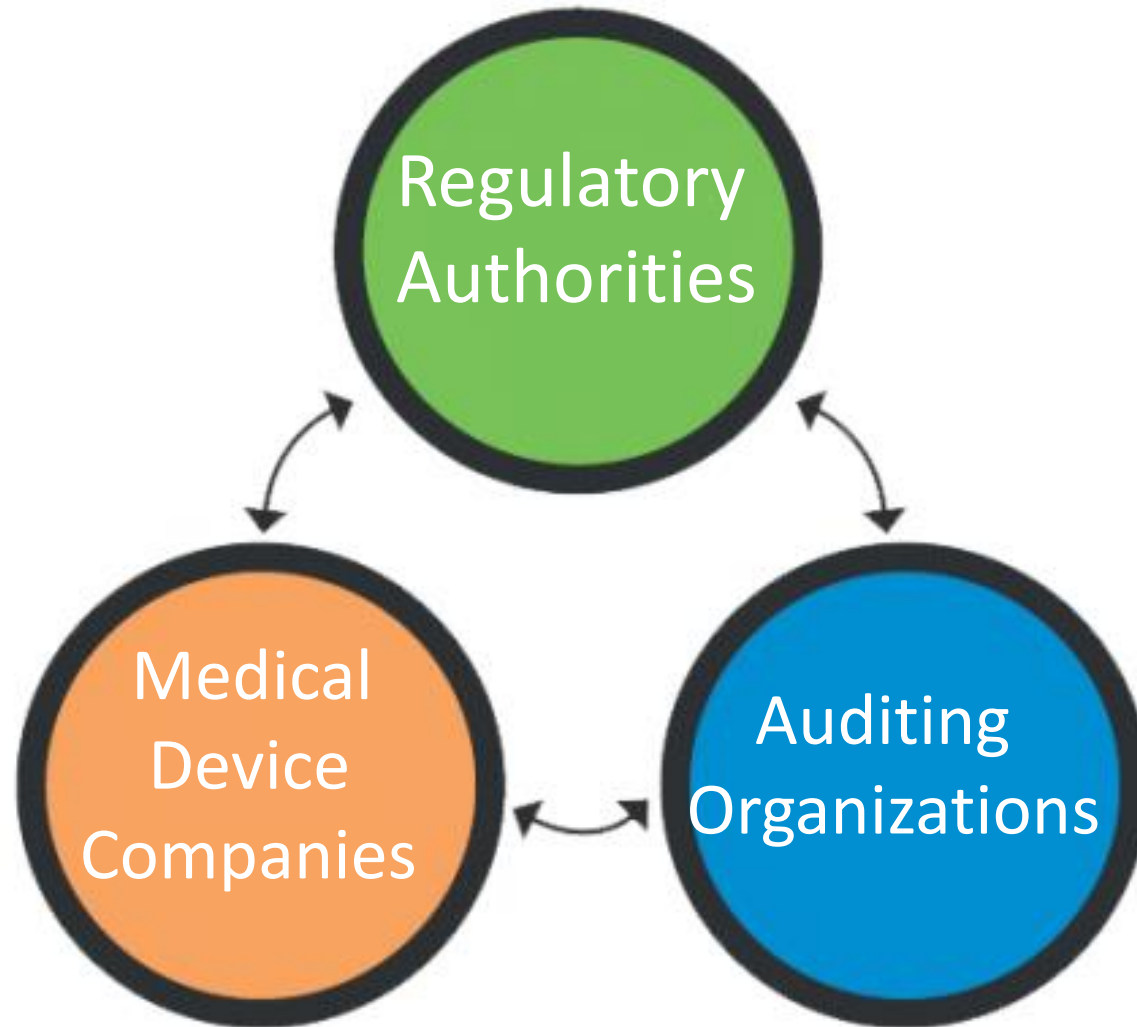 Regulatory
Authorities
Medical
Device
Companies
Auditing
Organizations